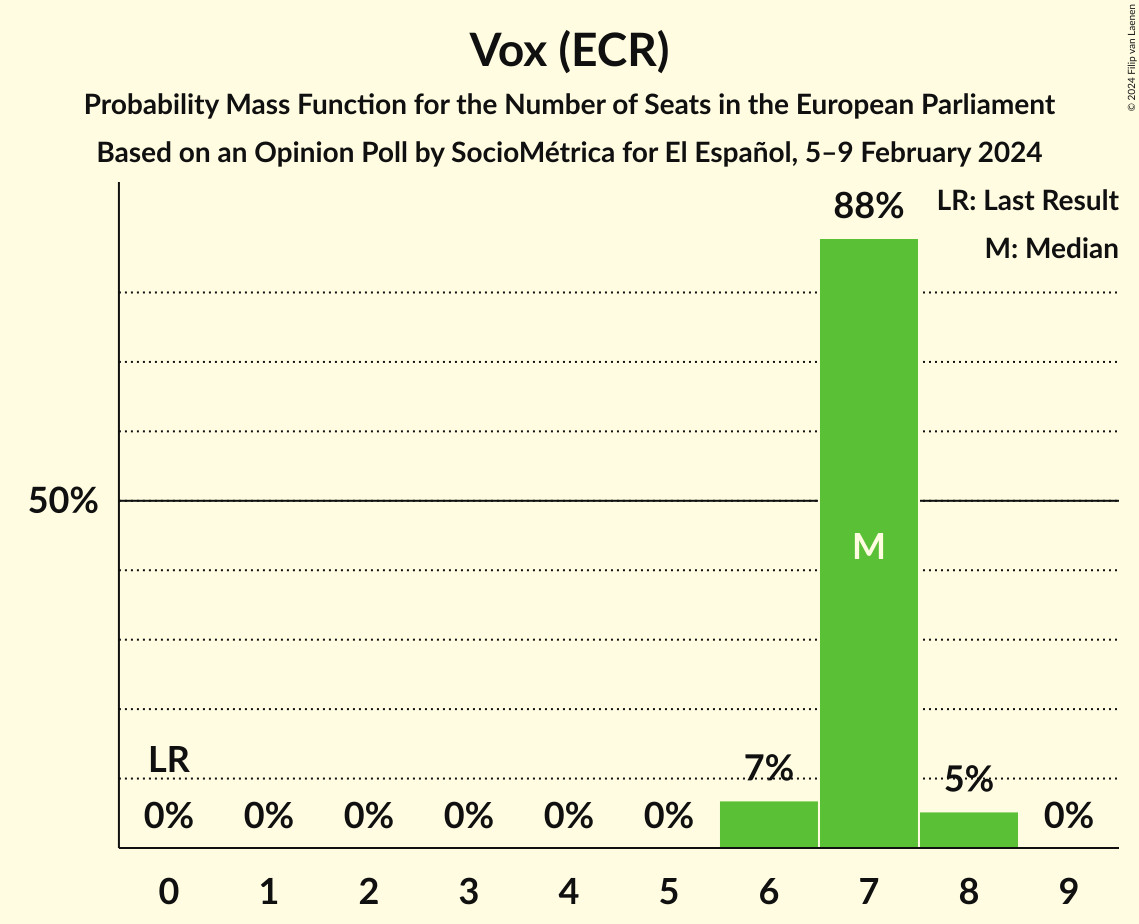 Vox (ECR)
Probability Mass Function for the Number of Seats in the European Parliament
Based on an Opinion Poll by SocioMétrica for El Español, 5–9 February 2024
© 2024 Filip van Laenen
LR: Last Result
M: Median
88%
50%
M
LR
7%
5%
0% 0% 0% 0% 0% 0% 0%
0 1 2 3 4 5 6 7 8 9